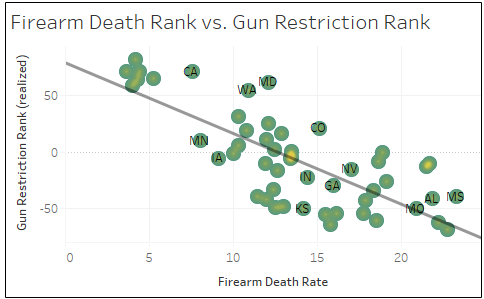 Firearm Death Rank vs. Gun Restriction Rank
Gun Restriction Rank (realized)
50
0
-50
CA
WA
MD
CO
MN
IA
IN
GA
NV
KS
MO
AL
MS
0
5
10
15
20
Firearm Death Rate